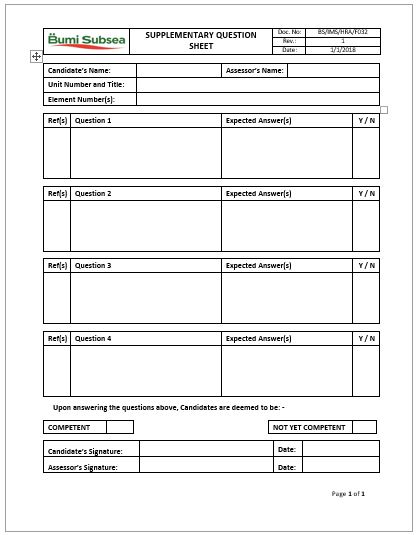 Bumi Subsea
SUPPLEMENTARY QUESTION
SHEET
Doc. No: BS/IMS/HRA/F032
Rev.: 1
Date: 1/1/2018
Candidate's Name: Assessor's Name:
Unit Number and Title:
Element Number(s):
Ref(s) Question 1 Expected Answer(s) Y / N
Ref(s) Question 2 Expected Answer(s) Y / N
Ref(s) Question 3 Expected Answer(s) Y / N
Ref(s) Question 4 Expected Answer(s) Y / N
Upon answering the questions above, Candidates are deemed to be: -
COMPETENT NOT YET COMPETENT
Candidate's Signature: Date:
Assessor's Signature: Date:
Page 1 of 1